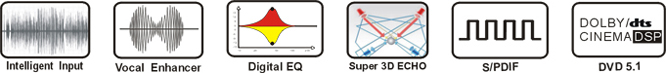 DOLBY/dts
CINEMA DSP
Intelligent Input
Vocal Enhancer
Digital EQ
Super 3D ECHO
S/PDIF
DVD 5.1